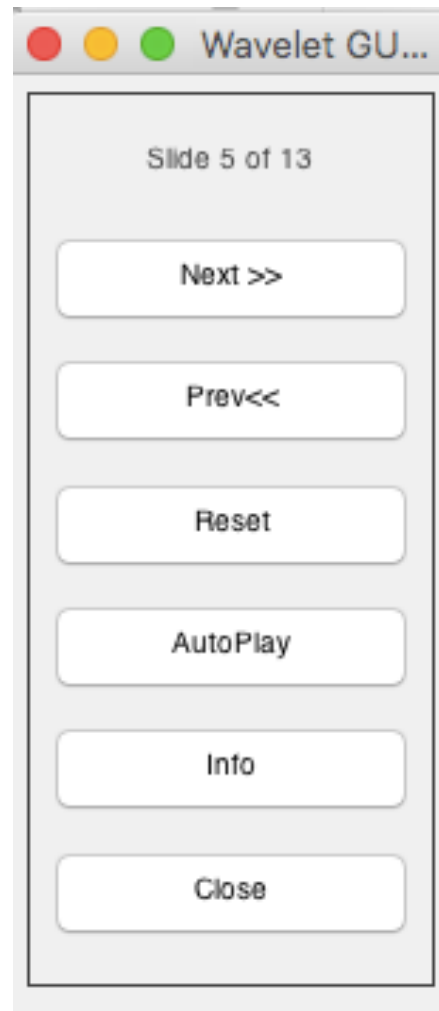 Wavelet GU...
Slide 5 of 13
Next >>
Prev<<
Reset
AutoPlay
Info
Close